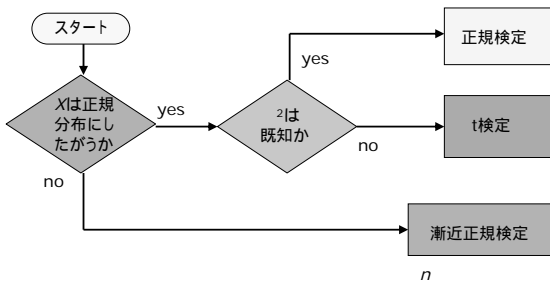 スタート
Xは正規
分布にし
たがうか
yes
no
²は
既知か
yes
no
正規検定
t検定
漸近正規検定
n